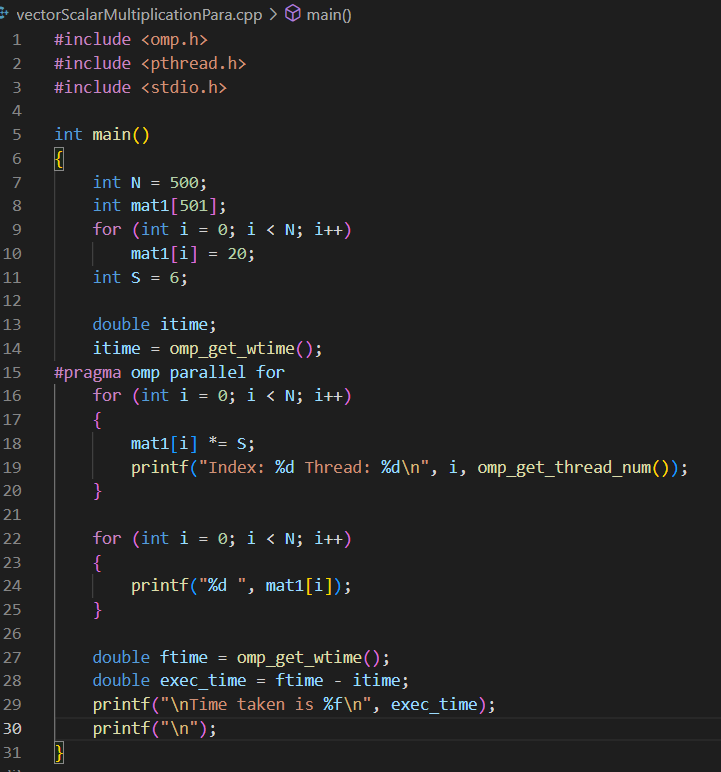 vectorScalarMultiplicationPara.cpp > main()
1 #include <omp.h>
2 #include <pthread.h>
3 #include <stdio.h>
4
5 int main()
6 {
7     int N = 500;
8     int mat1[501];
9     for (int i = 0; i < N; i++)
10         mat1[i] = 20;
11     int S = 6;
12
13     double itime;
14     itime = omp_get_wtime();
15 #pragma omp parallel for
16     for (int i = 0; i < N; i++)
17     {
18         mat1[i] *= S;
19         printf("Index: %d Thread: %d\n", i, omp_get_thread_num());
20     }
21
22     for (int i = 0; i < N; i++)
23     {
24         printf("%d ", mat1[i]);
25     }
26
27     double ftime = omp_get_wtime();
28     double exec_time = ftime - itime;
29     printf("\nTime taken is %f\n", exec_time);
30     printf("\n");
31 }